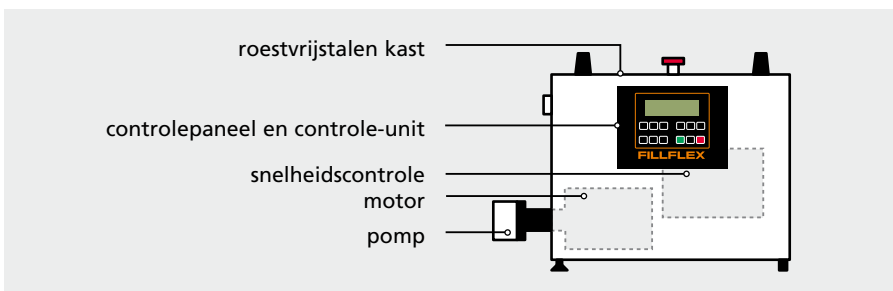 roestvrijstalen kast
controlepaneel en controle-unit
FILLFLEX
snelheidscontrole
motor
pomp